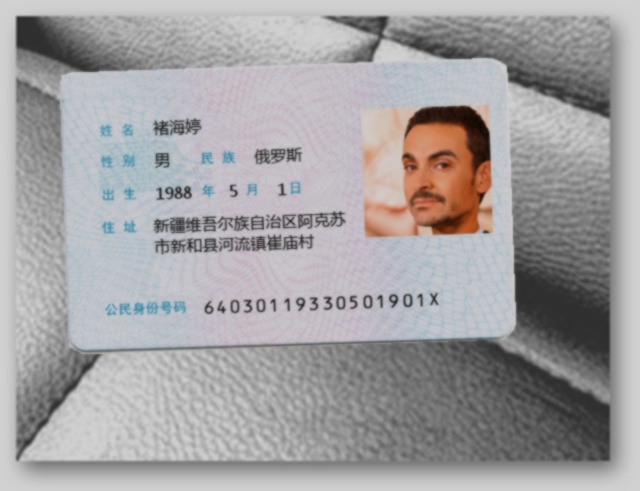 姓名 褚海婷
性别 男 民族 俄罗斯
出生 1988 年 5 月 1 日
住址 新疆维吾尔族自治区阿克苏
市新和县河流镇崔庙村
公民身份号码 64030119330501901X